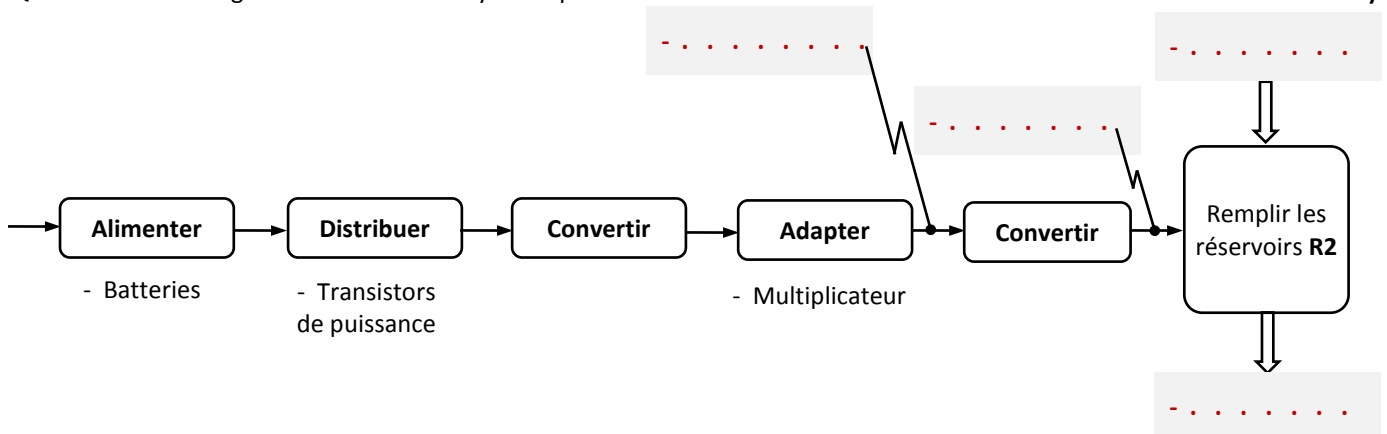 - . . . . . . . .
- . . . . . . .
- . . . . . . .
Alimenter
Distribuer
Convertir
Adapter
Convertir
Remplir les
réservoirs R2
- Batteries
- Transistors
de puissance
- Multiplicateur
- . . . . . . .